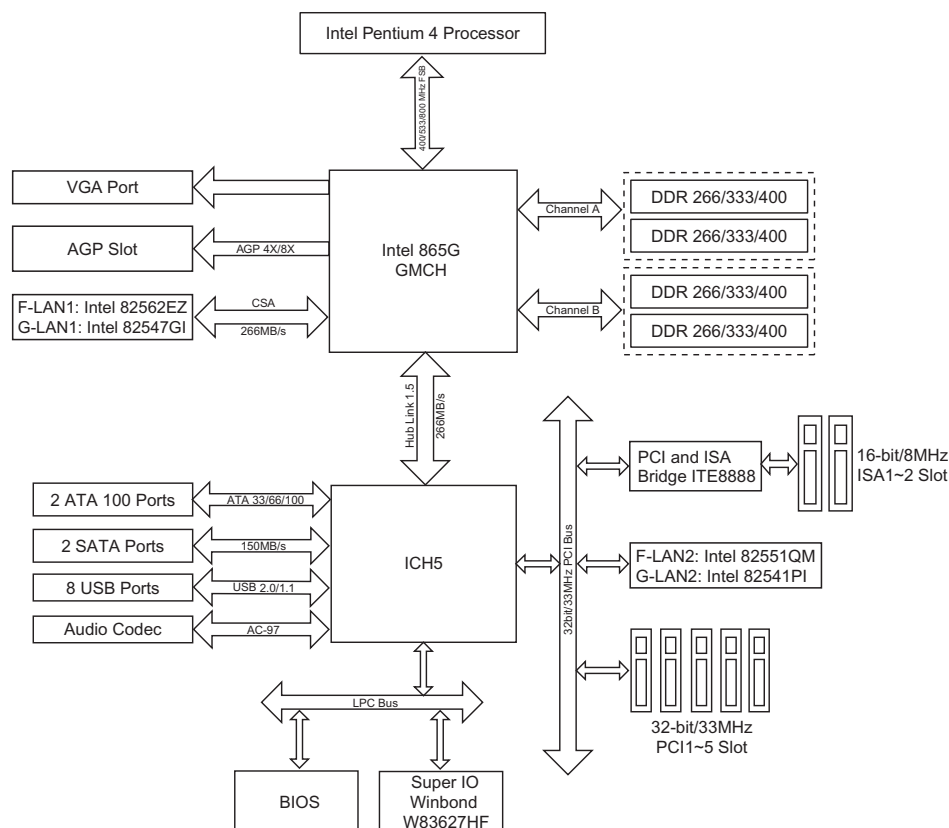 Intel Pentium 4 Processor
400/533/800 MHz FSB
VGA Port
AGP Slot
AGP 4X/8X
F-LAN1: Intel 82562EZ
G-LAN1: Intel 82547GI
CSA
266MB/s
Intel 865G
GMCH
Channel A
DDR 266/333/400
DDR 266/333/400
Channel B
DDR 266/333/400
DDR 266/333/400
Hub Link 1.5
266MB/s
2 ATA 100 Ports
ATA 33/66/100
2 SATA Ports
150MB/s
8 USB Ports
USB 2.0/1.1
Audio Codec
AC-97
ICH5
32bit/33MHz PCI Bus
PCI and ISA
Bridge ITE8888
16-bit/8MHz
ISA1~2 Slot
F-LAN2: Intel 82551QM
G-LAN2: Intel 82541PI
32-bit/33MHz
PCI1~5 Slot
LPC Bus
BIOS
Super IO
Winbond
W83627HF